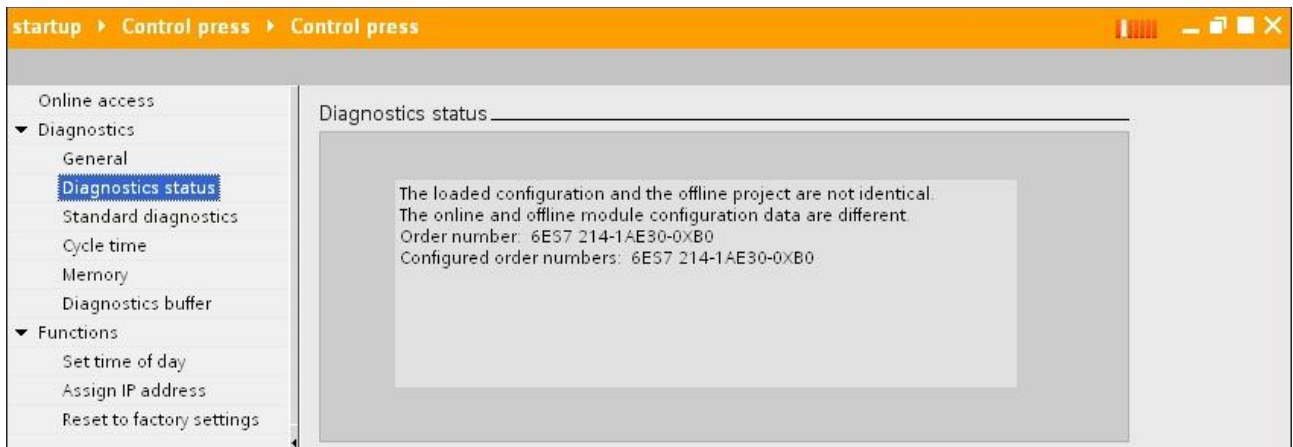 startup ▸ Control press ▸ Control press
Online access
Diagnostics
General
Diagnostics status
Standard diagnostics
Cycle time
Memory
Diagnostics buffer
Functions
Set time of day
Assign IP address
Reset to factory settings
Diagnostics status
The loaded configuration and the offline project are not identical.
The online and offline module configuration data are different.
Order number: 6ES7 214-1AE30-0XB0
Configured order numbers: 6ES7 214-1AE30-0XB0